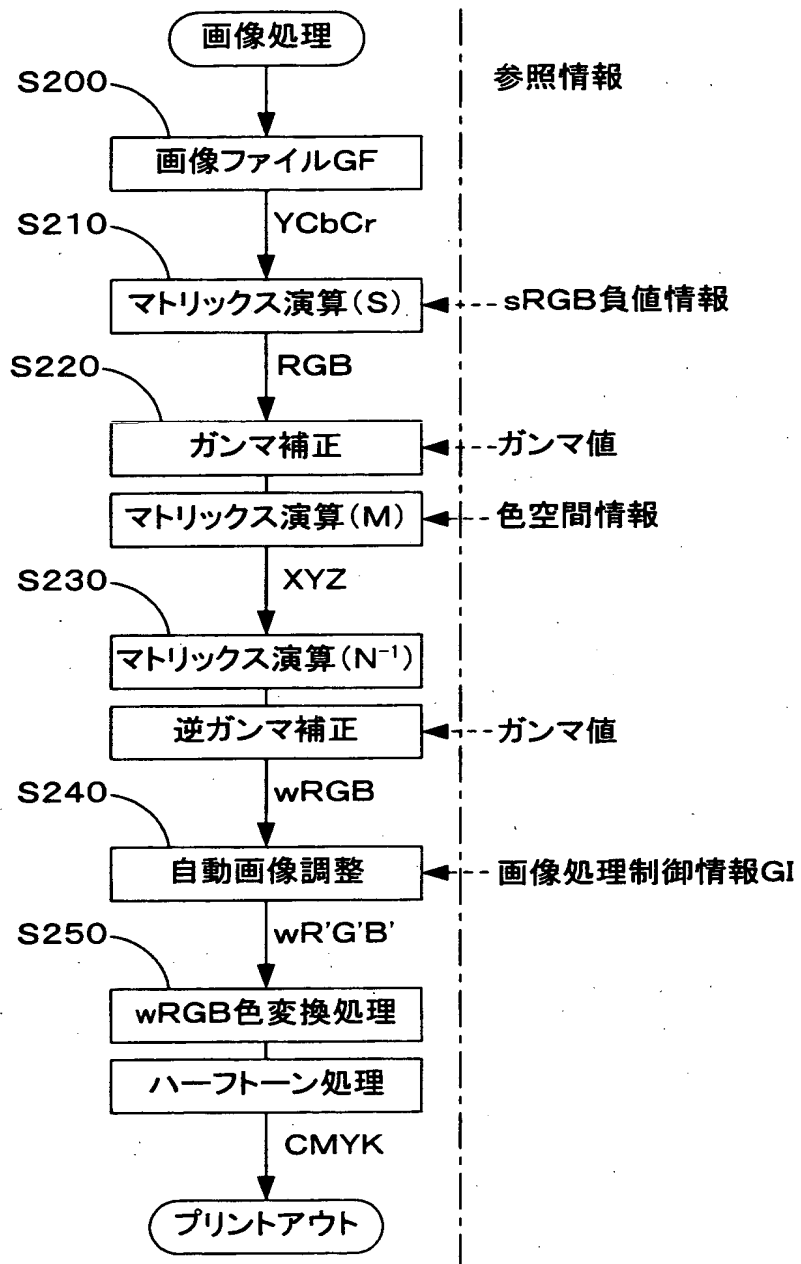 画像処理
参照情報
S200
画像ファイルGF
S210
YCbCr
マトリックス演算(S)
sRGB負値情報
S220
RGB
ガンマ補正
ガンマ値
マトリックス演算(M)
色空間情報
S230
XYZ
マトリックス演算(N⁻¹)
逆ガンマ補正
ガンマ値
S240
wRGB
自動画像調整
画像処理制御情報GI
S250
wR'G'B'
wRGB色変換処理
ハーフトーン処理
CMYK
プリントアウト